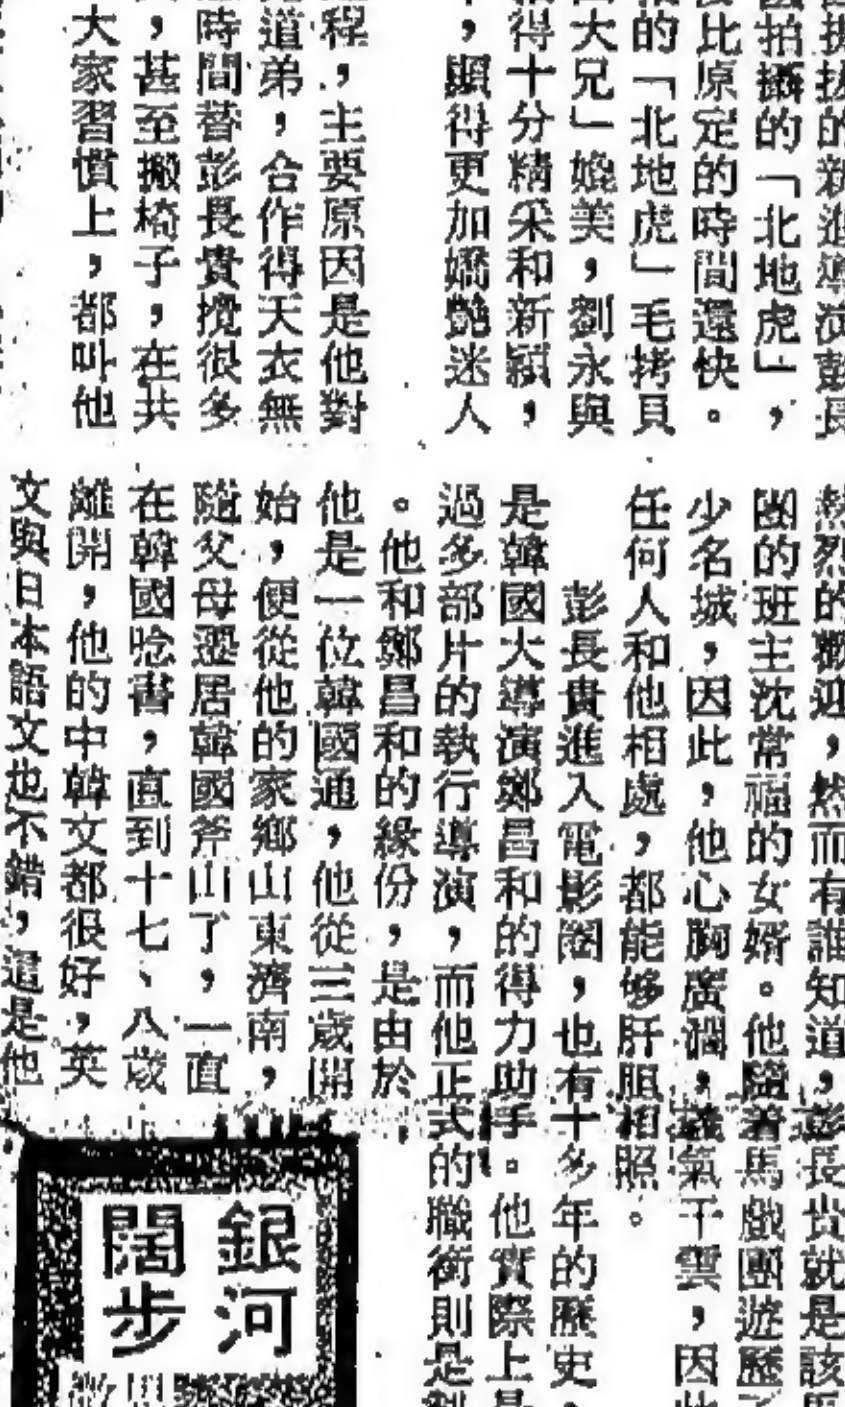 提拔的新進導演彭長
拍攝的「北地虎」，
比原定的時間還快。
的「北地虎」毛拷貝
大兄」媲美，劉永與
得十分精采和新穎，
，顯得更加嬌艷迷人
程，主要原因是他對
道弟，合作得天衣無
時間替彭長貴攪很多
，甚至搬椅子，在共
大家習慣上，都叫他
熱烈的歡迎，然而有誰知道，彭長貴就是該馬
團的班主沈常福的女婿。他隨着馬戲團遊歷了
少名城，因此，他心胸廣濶，義氣干雲，因此
任何人和他相處，都能够肝胆相照。
彭長貴進入電影圈，也有十多年的歷史，
是韓國大導演鄭昌和的得力助手。他實際上是
過多部片的執行導演，而他正式的職銜則是副
。他和鄭昌和的緣份，是由於
他是一位韓國通，他從三歲開
始，便從他的家鄉山東濟南，
隨父母遷居韓國斧山了，一直
在韓國唸書，直到十七、八歲
離開，他的中韓文都很好，英
文與日本語文也不錯，這是他
銀河
闊步